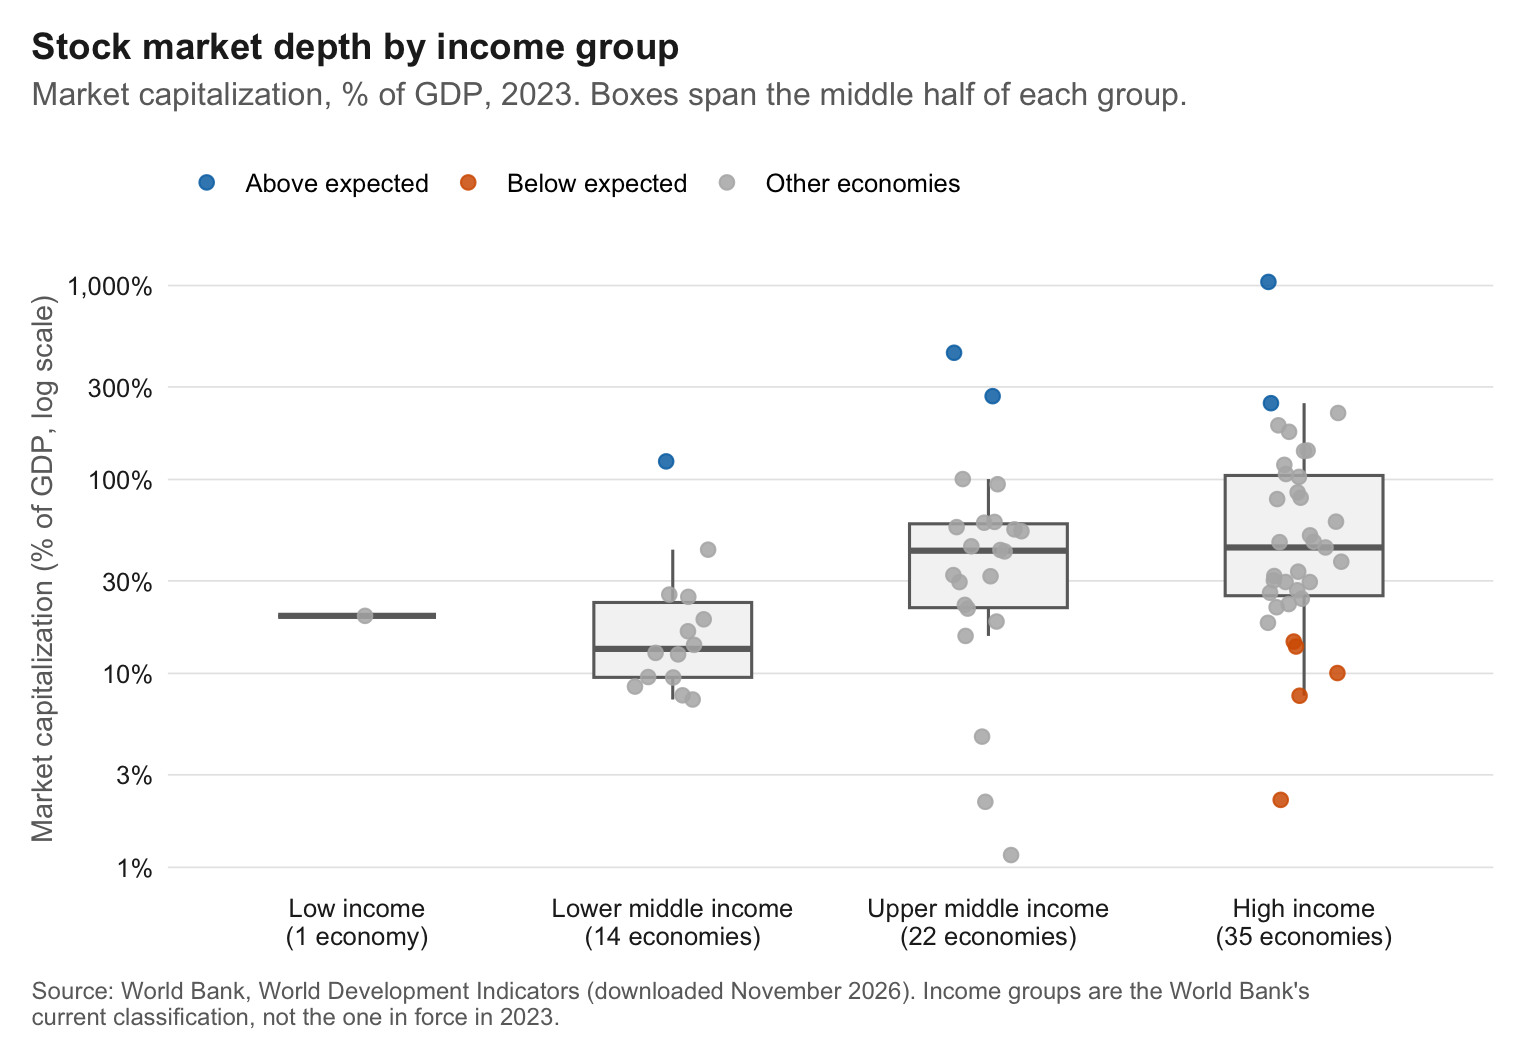 Stock market depth by income group
Market capitalization, % of GDP, 2023. Boxes span the middle half of each group.
Above expected
Below expected
Other economies
Market capitalization (% of GDP, log scale)
1,000%
300%
100%
30%
10%
3%
1%
Low income
(1 economy)
Lower middle income
(14 economies)
Upper middle income
(22 economies)
High income
(35 economies)
Source: World Bank, World Development Indicators (downloaded November 2026). Income groups are the World Bank's
current classification, not the one in force in 2023.